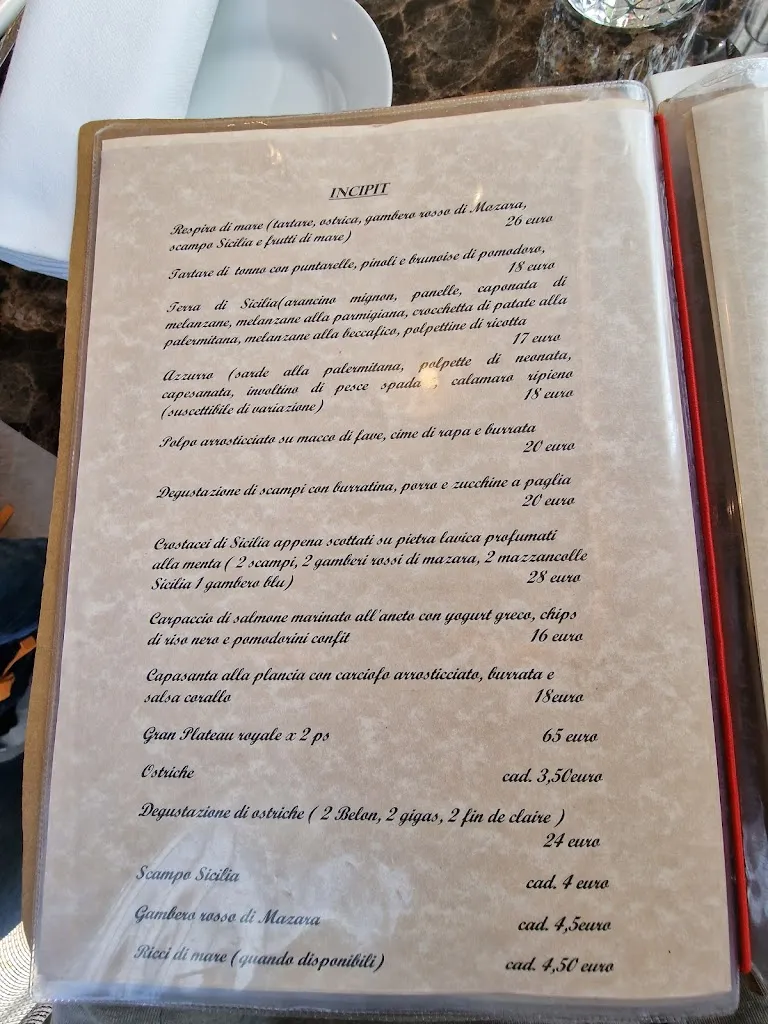 INCIPIT
Respiro di mare (tartare, ostrica, gambero rosso di Mazara,
scampo Sicilia e frutti di mare) 26 euro
Tartare di tonno con puntarelle, pinoli e brunoise di pomodoro,
18 euro
Terra di Sicilia(arancino mignon, panelle, caponata di
melanzane, melanzane alla parmigiana, crocchetta di patate alla
palermitana, melanzane alla beccafico, polpettine di ricotta
17 euro
Azzurro (sarde alla palermitana, polpette di neonata,
capesanata, involtino di pesce spada , calamaro ripieno
(suscettibile di variazione) 18 euro
Polpo arrosticciato su macco di fave, cime di rapa e burrata
20 euro
Degustazione di scampi con burratina, porro e zucchine a paglia
20 euro
Crostacei di Sicilia appena scottati su pietra lavica profumati
alla menta ( 2 scampi, 2 gamberi rossi di mazara, 2 mazzancolle
Sicilia 1 gambero blu) 28 euro
Carpaccio di salmone marinato all'aneto con yogurt greco, chips
di riso nero e pomodorini confit 16 euro
Capasanta alla plancia con carciofo arrosticciato, burrata e
salsa corallo 18euro
Gran Plateau royale x 2 ps 65 euro
Ostriche cad. 3,50euro
Degustazione di ostriche ( 2 Belon, 2 gigas, 2 fin de claire )
24 euro
Scampo Sicilia cad. 4 euro
Gambero rosso di Mazara cad. 4,5euro
Ricci di mare (quando disponibili) cad. 4,50 euro